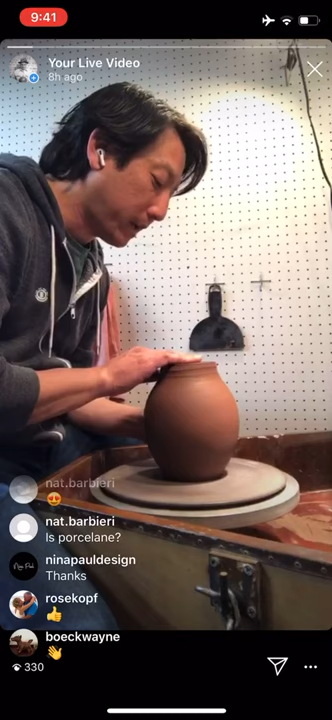 9:41
Your Live Video
8h ago
nat.barbieri
😍
nat.barbieri
Is porcelane?
ninapauldesign
Thanks
rosekopf
👍
boeckwayne
👋
330